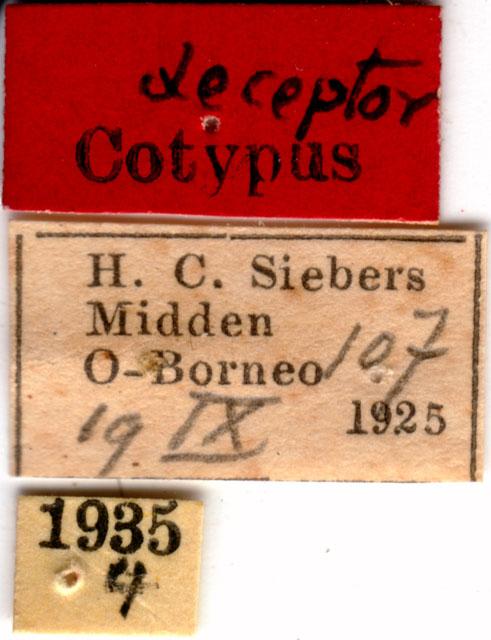 deceptor
Cotypus
H. C. Siebers
Midden
O-Borneo 107
19 IX 1925
1935
4